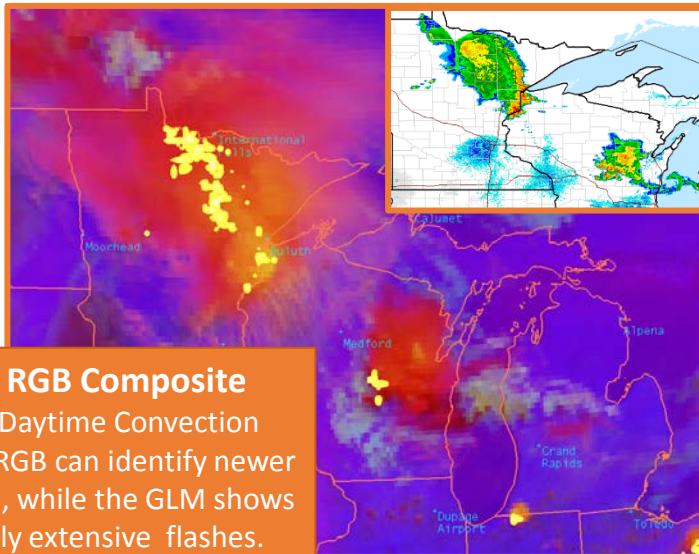 International
Falls
Moorhead
Duluth
Calumet
Medford
Alpena
RGB Composite
Daytime Convection
RGB can identify newer
, while the GLM shows
ly extensive flashes.
Grand
Rapids
Dupage
Airport
Toledo